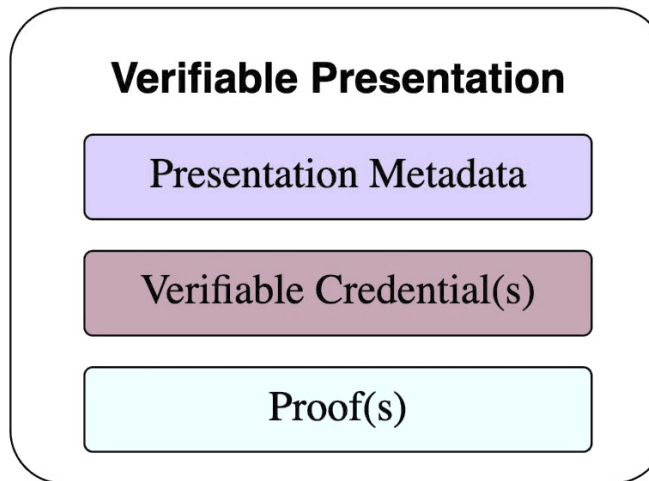 Verifiable Presentation
Presentation Metadata
Verifiable Credential(s)
Proof(s)